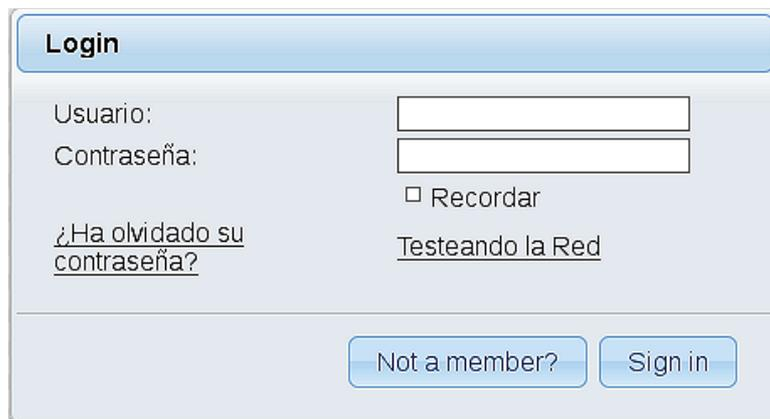 Login
Usuario:
Contraseña:
Recordar
¿Ha olvidado su
contraseña?
Testeando la Red
Not a member?
Sign in